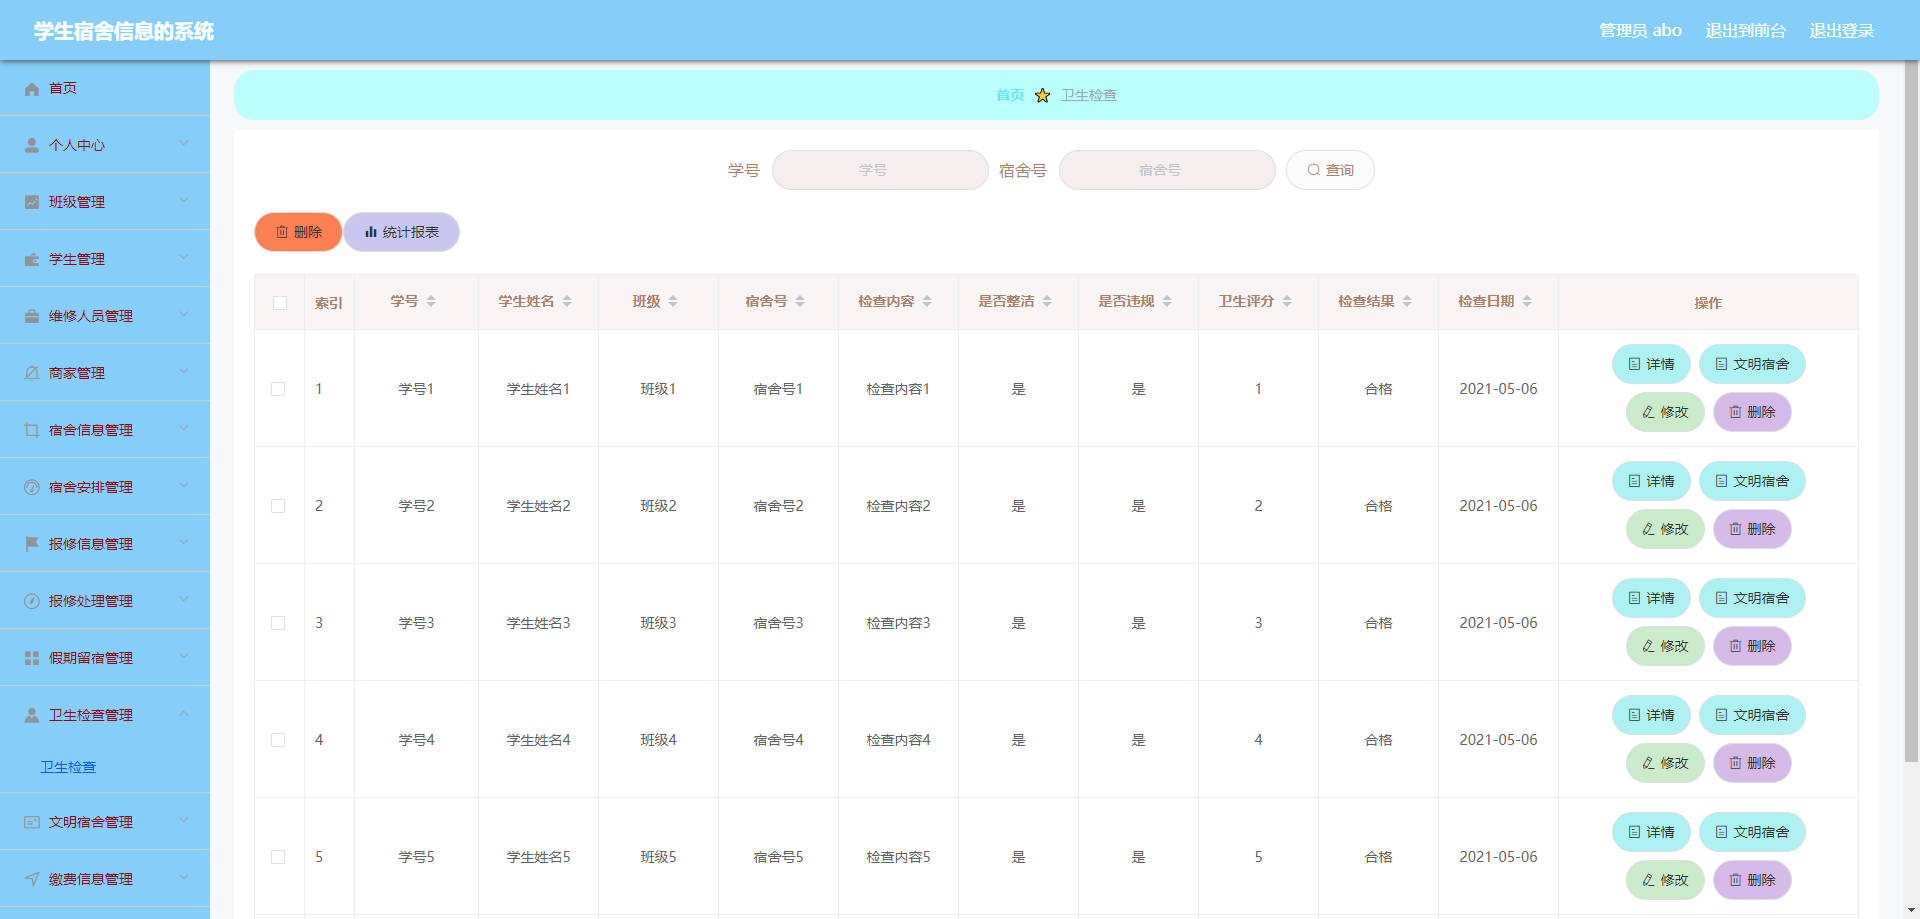 学生宿舍信息的系统
管理员 abo 退出到前台 退出登录
首页
个人中心
班级管理
学生管理
维修人员管理
商家管理
宿舍信息管理
宿舍安排管理
报修信息管理
报修处理管理
假期留宿管理
卫生检查管理
卫生检查
文明宿舍管理
缴费信息管理
首页 卫生检查
学号 学号 宿舍号 宿舍号 查询
删除 统计报表
索引 学号 学生姓名 班级 宿舍号 检查内容 是否整洁 是否违规 卫生评分 检查结果 检查日期 操作
1 学号1 学生姓名1 班级1 宿舍号1 检查内容1 是 是 1 合格 2021-05-06 详情 文明宿舍
修改 删除
2 学号2 学生姓名2 班级2 宿舍号2 检查内容2 是 是 2 合格 2021-05-06 详情 文明宿舍
修改 删除
3 学号3 学生姓名3 班级3 宿舍号3 检查内容3 是 是 3 合格 2021-05-06 详情 文明宿舍
修改 删除
4 学号4 学生姓名4 班级4 宿舍号4 检查内容4 是 是 4 合格 2021-05-06 详情 文明宿舍
修改 删除
5 学号5 学生姓名5 班级5 宿舍号5 检查内容5 是 是 5 合格 2021-05-06 详情 文明宿舍
修改 删除